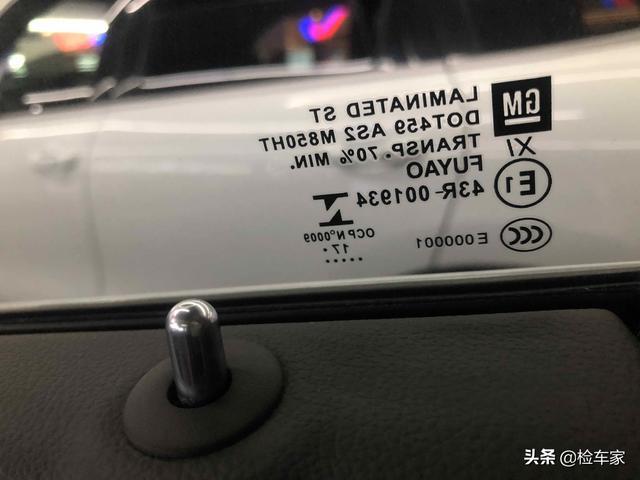 GM
LAMINATED ST
DOT459 AS2 M850HT
TRANSP. 70% MIN.
FUYAO
XI
E1
43R-001934
CCC
E000001
OCP Nº0009
17•
•••••
头条 @检车家